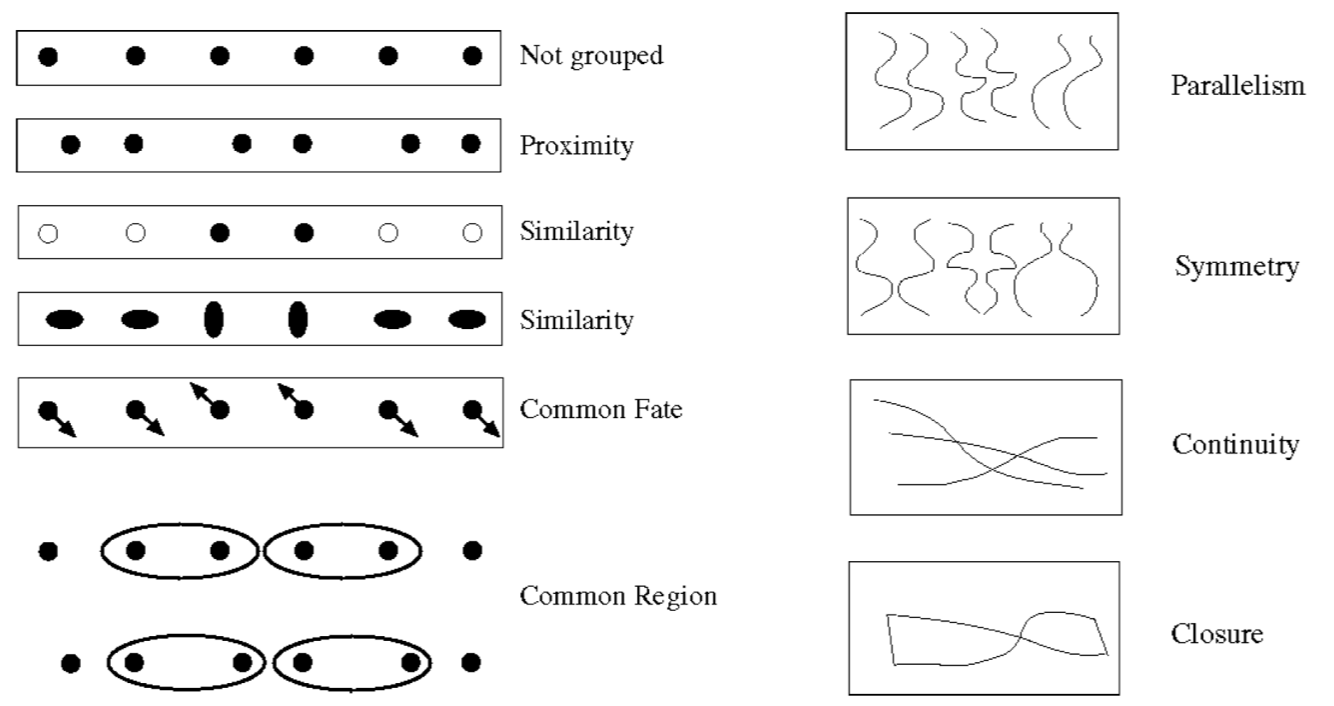 Not grouped
Proximity
Similarity
Similarity
Common Fate
Common Region
Parallelism
Symmetry
Continuity
Closure